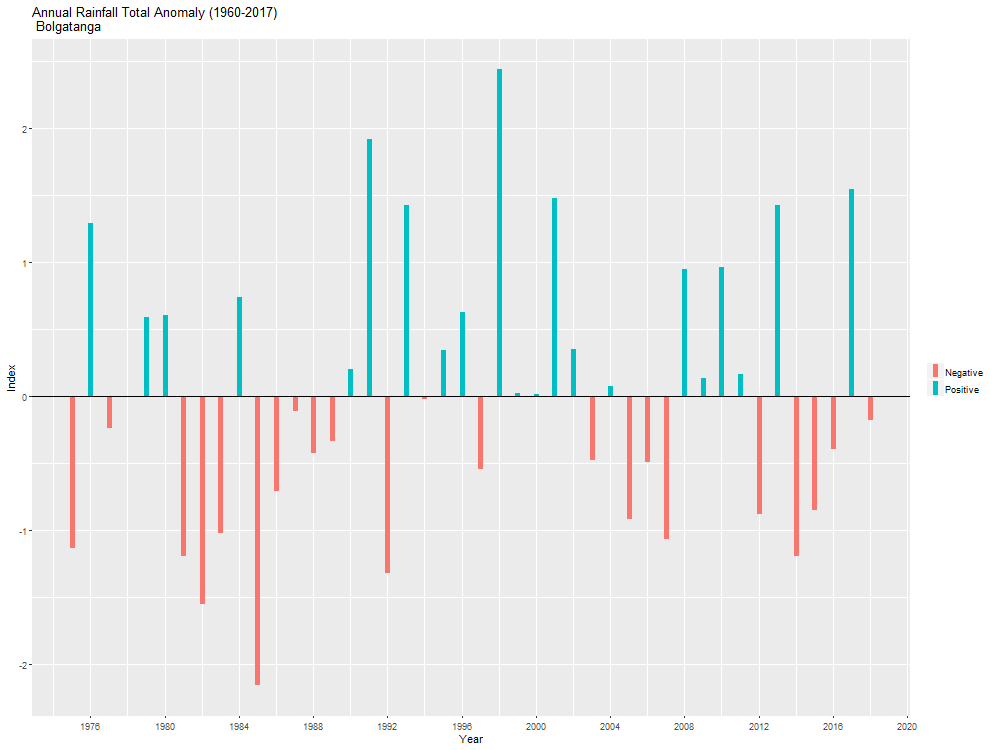 Annual Rainfall Total Anomaly (1960-2017)
Bolgatanga
2
1
0
-1
-2
Index
1976 1980 1984 1988 1992 1996 2000 2004 2008 2012 2016 2020
Year
Negative
Positive